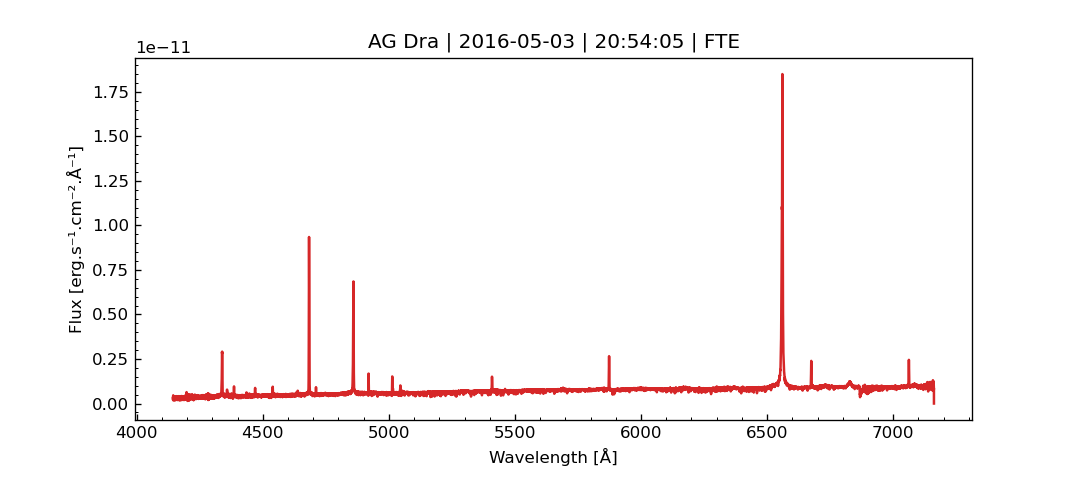 AG Dra | 2016-05-03 | 20:54:05 | FTE
1e−11
1.75
1.50
1.25
1.00
0.75
0.50
0.25
0.00
Flux [erg.s⁻¹.cm⁻².Å⁻¹]
4000 4500 5000 5500 6000 6500 7000
Wavelength [Å]